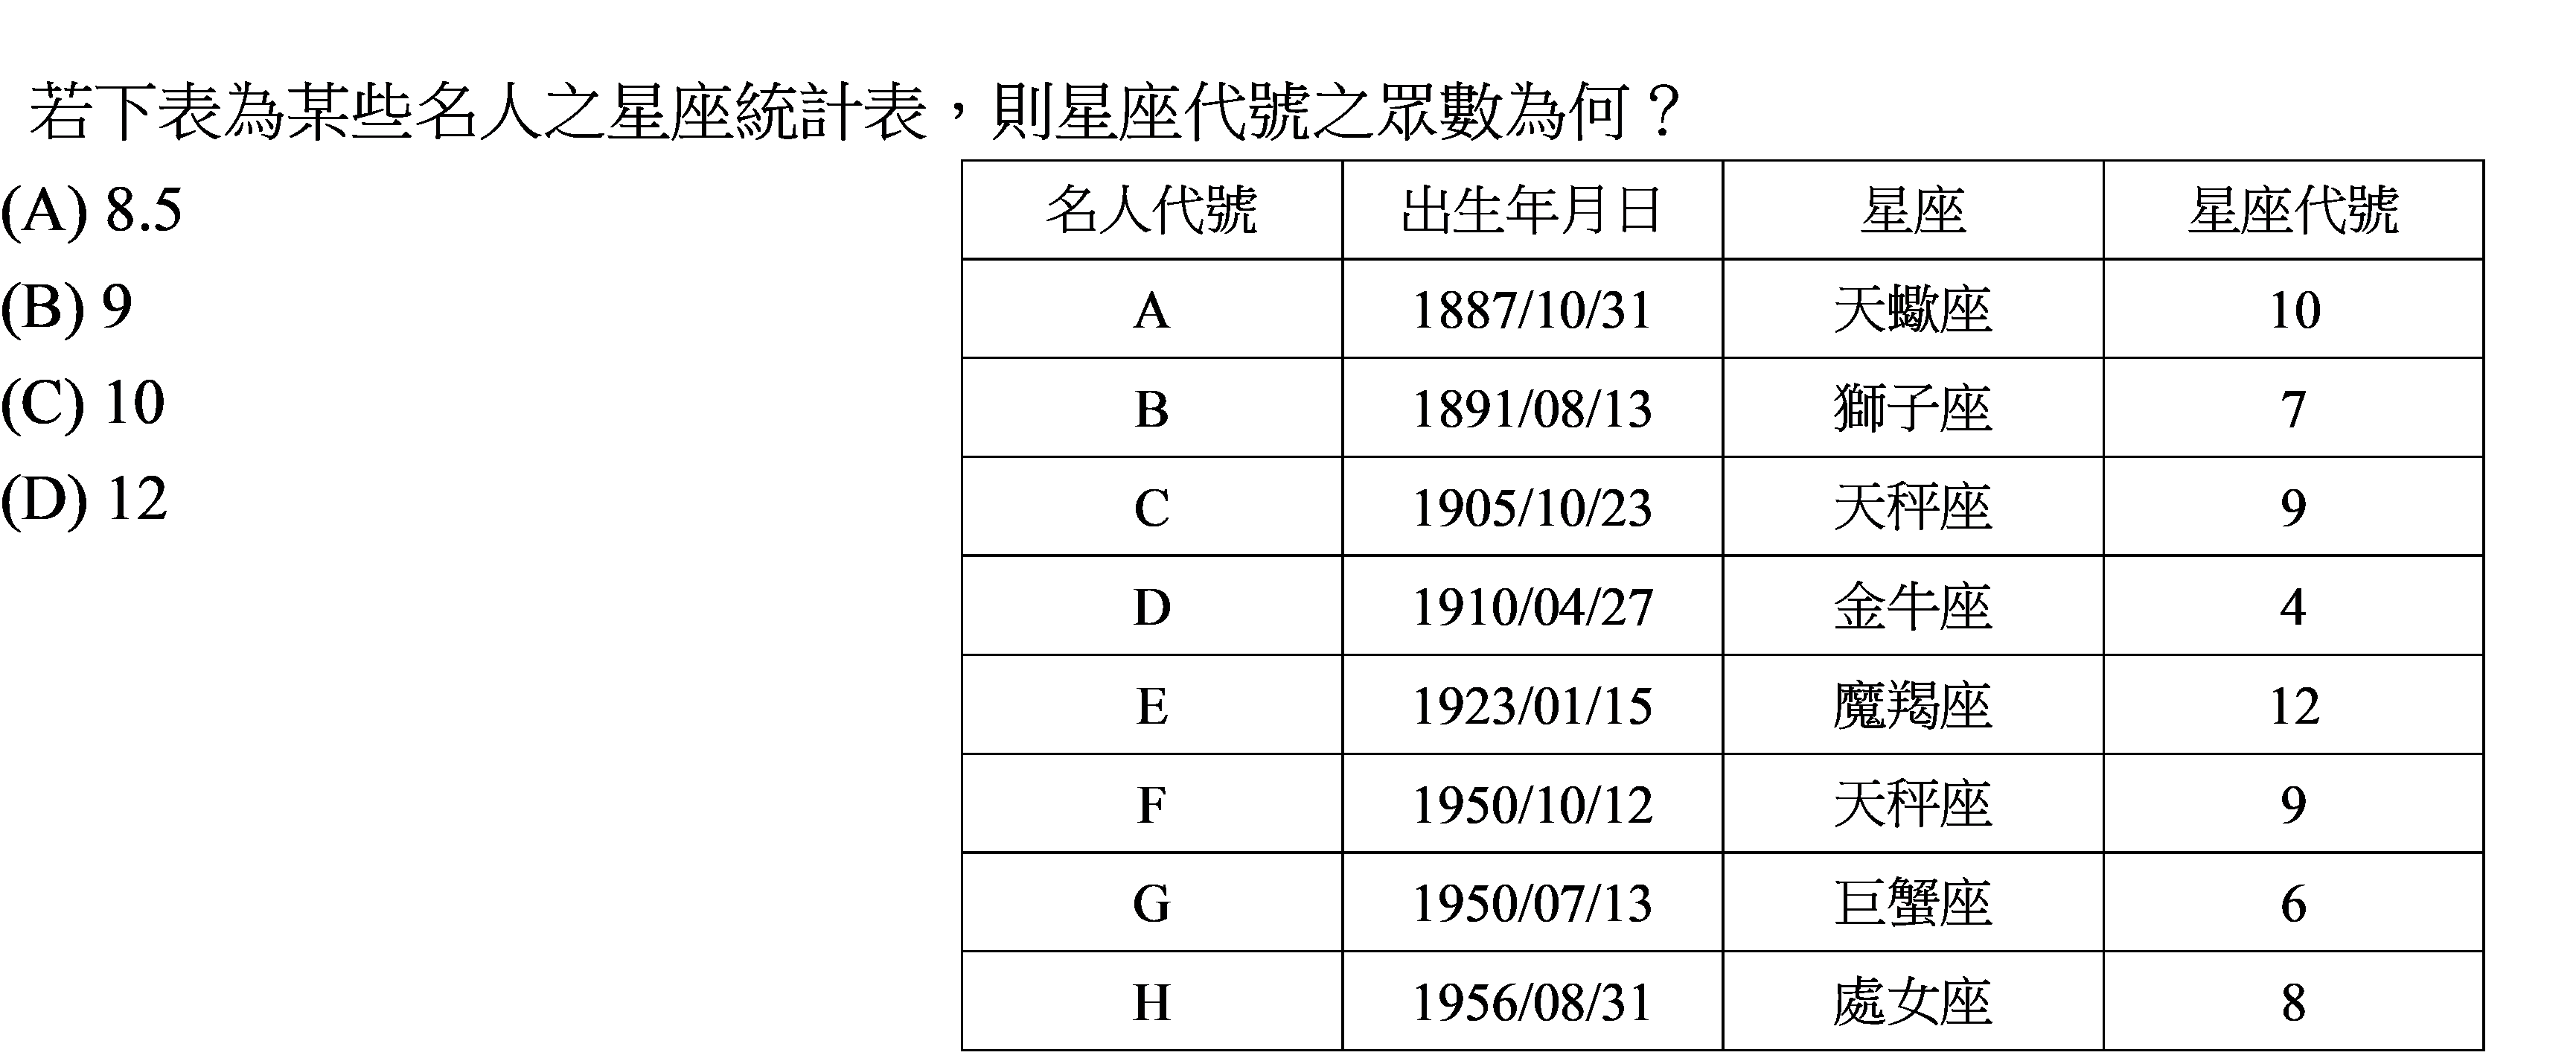 若下表為某些名人之星座統計表，則星座代號之眾數為何？
(A) 8.5
(B) 9
(C) 10
(D) 12
名人代號 出生年月日 星座 星座代號
A 1887/10/31 天蠍座 10
B 1891/08/13 獅子座 7
C 1905/10/23 天秤座 9
D 1910/04/27 金牛座 4
E 1923/01/15 魔羯座 12
F 1950/10/12 天秤座 9
G 1950/07/13 巨蟹座 6
H 1956/08/31 處女座 8